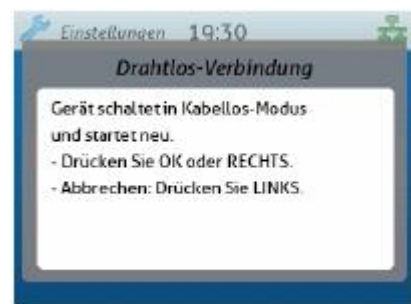 Einstellungen 19:30
Drahtlos-Verbindung
Gerät schaltet in Kabellos-Modus
und startet neu.
- Drücken Sie OK oder RECHTS.
- Abbrechen: Drücken Sie LINKS.